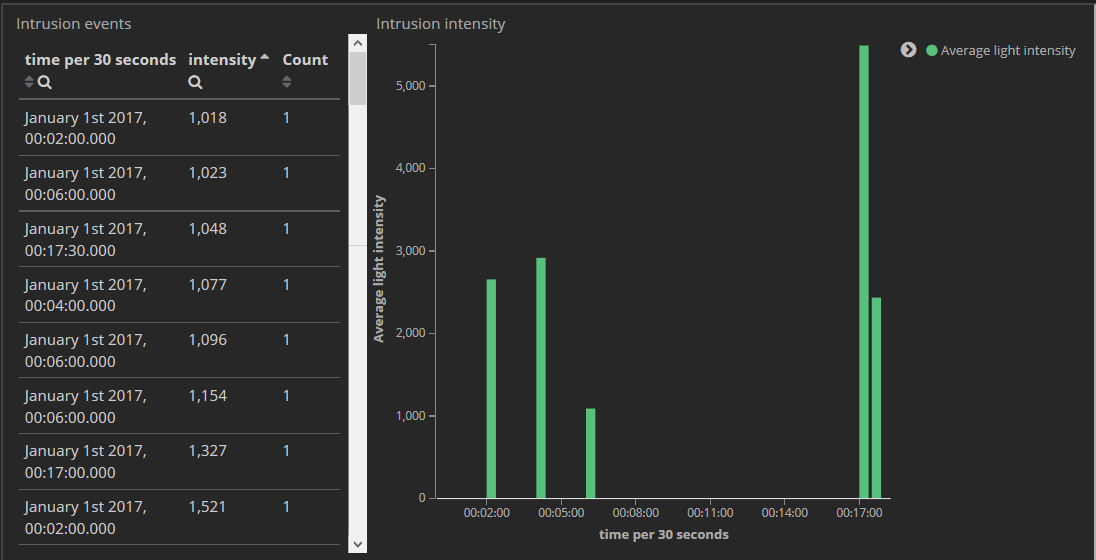 Intrusion events
time per 30 seconds intensity Count
January 1st 2017, 1,018 1
00:02:00.000
January 1st 2017, 1,023 1
00:06:00.000
January 1st 2017, 1,048 1
00:17:30.000
January 1st 2017, 1,077 1
00:04:00.000
January 1st 2017, 1,096 1
00:06:00.000
January 1st 2017, 1,154 1
00:06:00.000
January 1st 2017, 1,327 1
00:17:00.000
January 1st 2017, 1,521 1
00:02:00.000
Intrusion intensity
Average light intensity
5,000
4,000
3,000
2,000
1,000
0
Average light intensity
00:02:00 00:05:00 00:08:00 00:11:00 00:14:00 00:17:00
time per 30 seconds